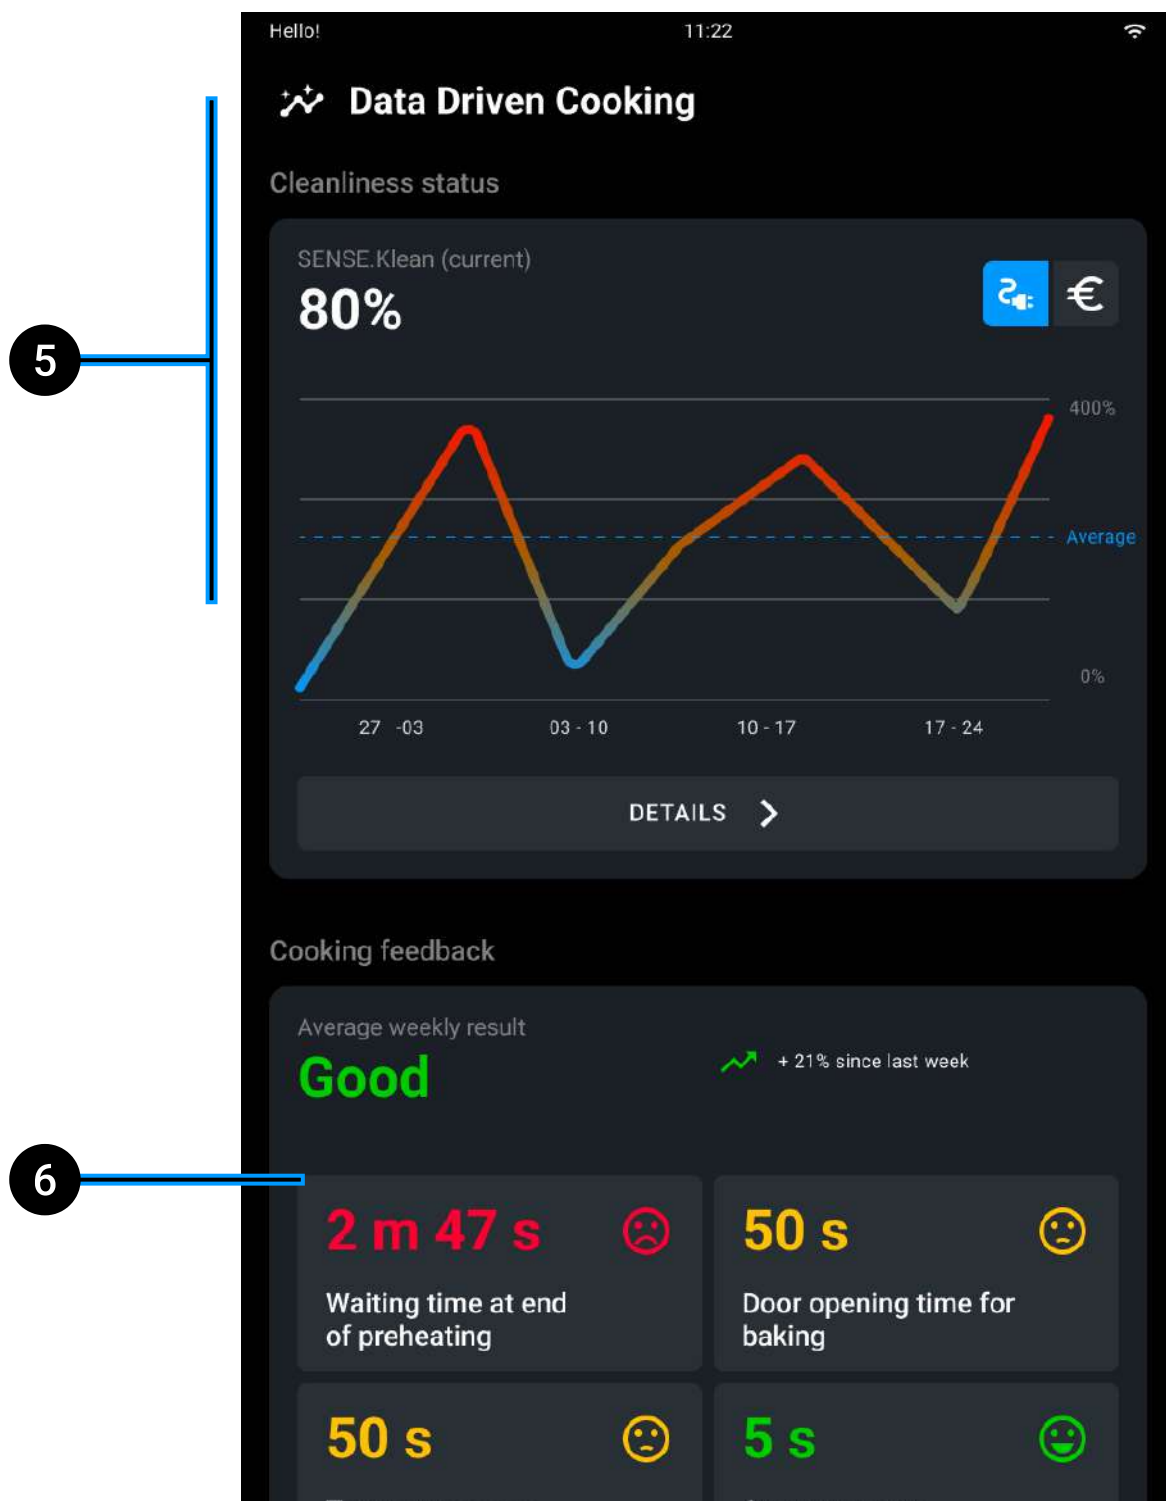 Hello!
11:22
Data Driven Cooking
Cleanliness status
SENSE.Klean (current)
80%
€
5
400%
Average
0%
27 -03
03 - 10
10 - 17
17 - 24
DETAILS
Cooking feedback
Average weekly result
Good
+ 21% since last week
6
2 m 47 s
Waiting time at end
of preheating
50 s
Door opening time for
baking
50 s
5 s